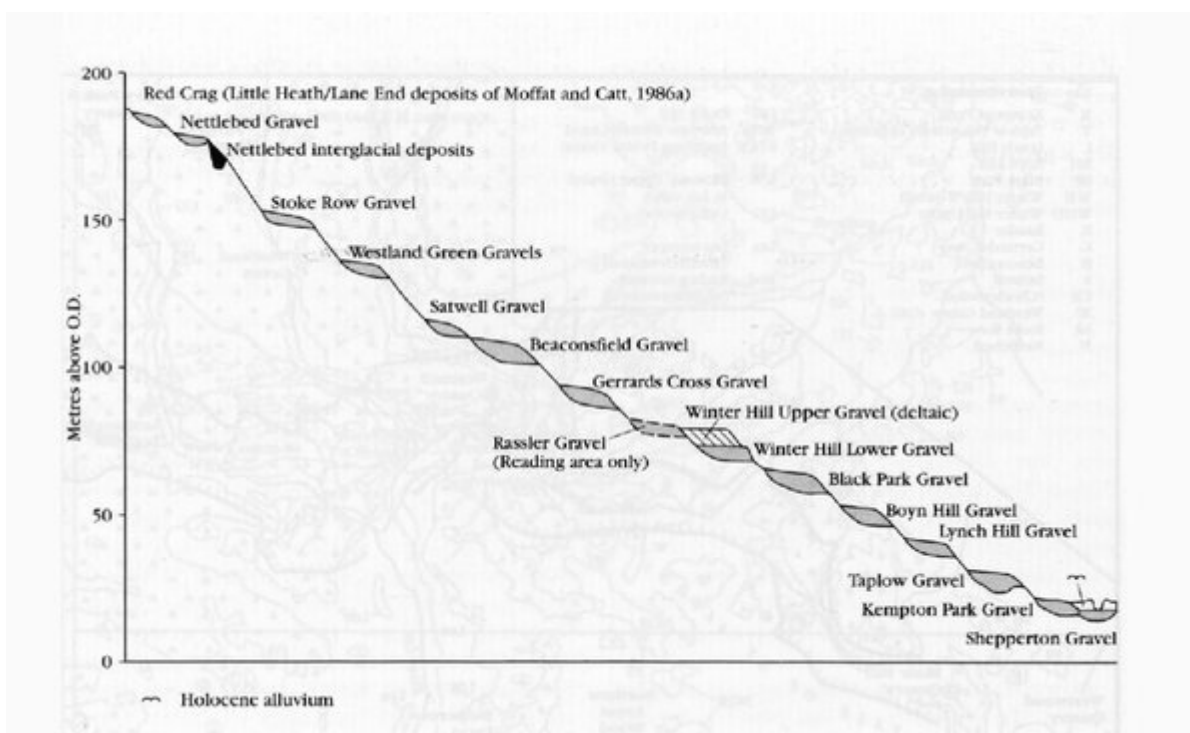 200
Red Crag (Little Heath/Lane End deposits of Moffat and Catt, 1986a)
Nettlebed Gravel
Nettlebed interglacial deposits
Stoke Row Gravel
150
Westland Green Gravels
Satwell Gravel
Beaconsfield Gravel
100
Gerrards Cross Gravel
Winter Hill Upper Gravel (deltaic)
Rassler Gravel
(Reading area only)
Winter Hill Lower Gravel
Black Park Gravel
50
Boyn Hill Gravel
Lynch Hill Gravel
Taplow Gravel
Kempton Park Gravel
Shepperton Gravel
0
Metres above O.D.
Holocene alluvium